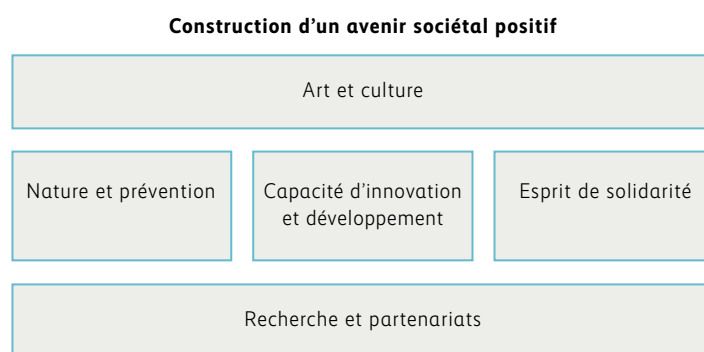 Construction d'un avenir sociétal positif
Art et culture
Nature et prévention
Capacité d'innovation
et développement
Esprit de solidarité
Recherche et partenariats